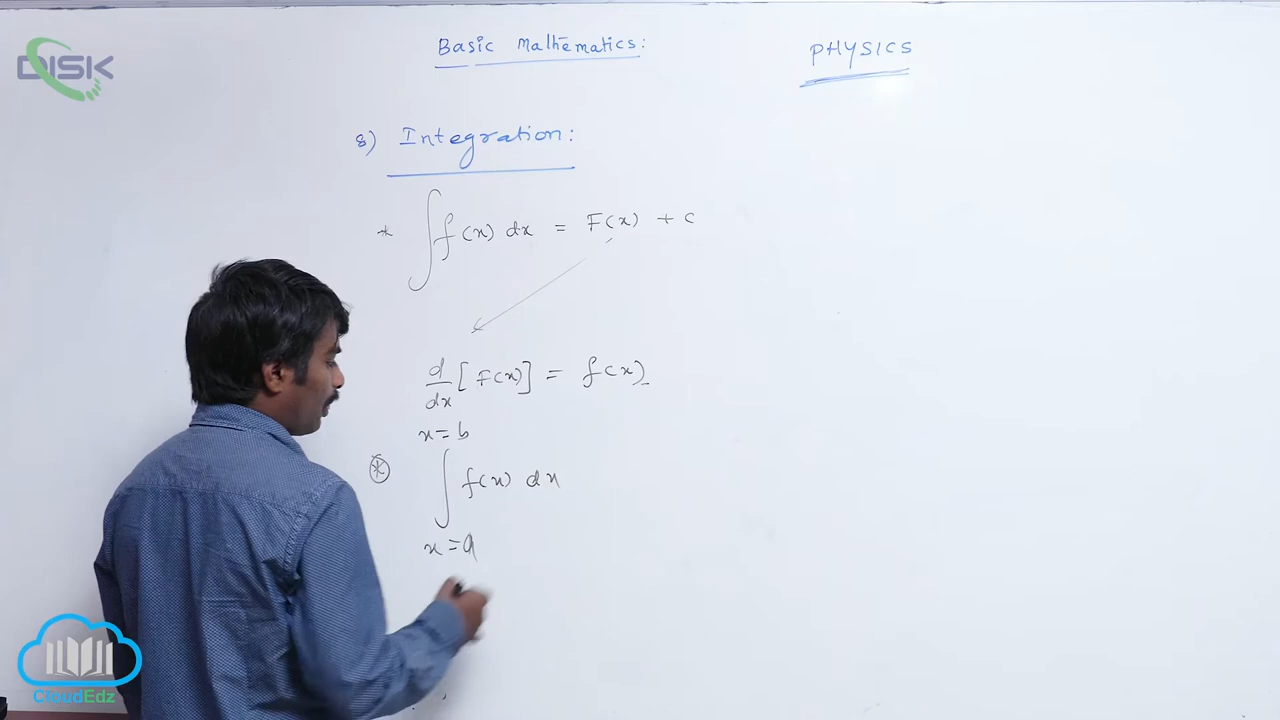 DISK
Basic Mathematics:
PHYSICS
8) Integration:
* ∫ f(x) dx = F(x) + c
d/dx [F(x)] = f(x)
x=b
* ∫ f(x) dx
x=a
CloudEdz